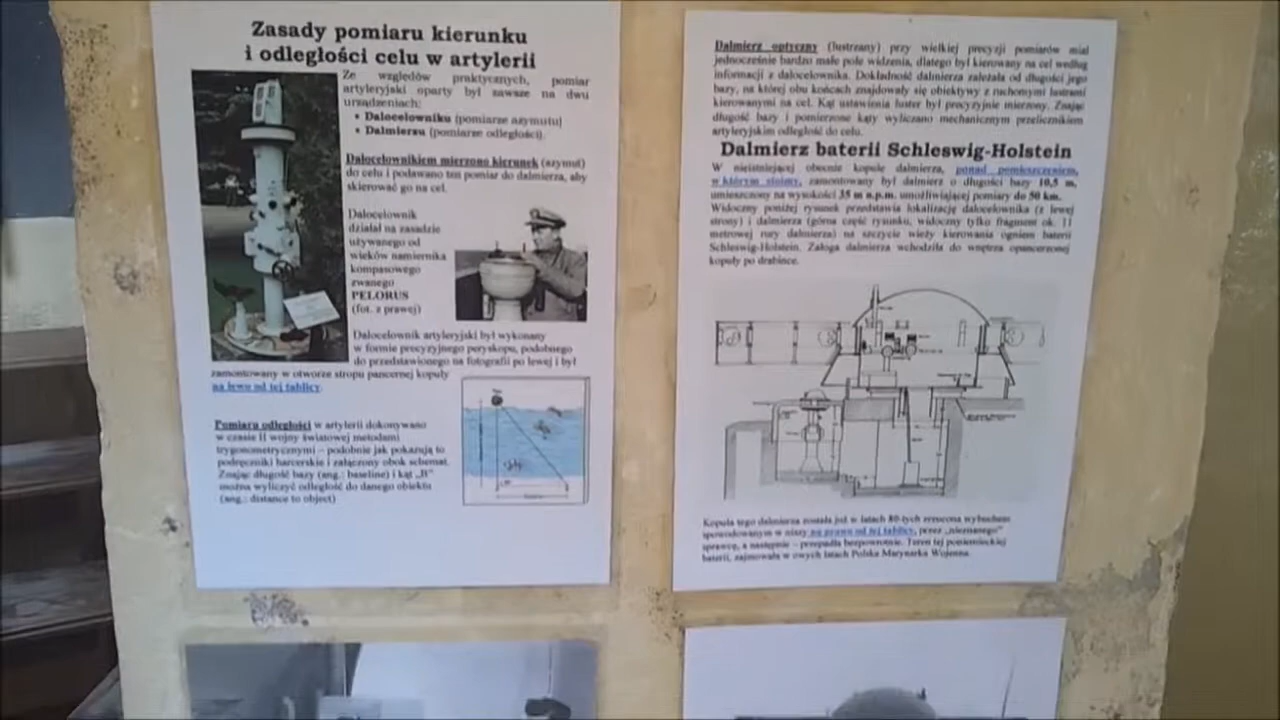 Zasady pomiaru kierunku
i odległości celu w artylerii
Ze względów praktycznych, pomiar
artyleryjski oparty był zawsze na dwu
urządzeniach:
• Dalocelowniku (pomiarze azymutu)
• Dalmierzu (pomiarze odległości).
Dalocelownikiem mierzono kierunek (azymut)
do celu i podawano ten pomiar do dalmierza, aby
skierować go na cel.
Dalocelownik
działał na zasadzie
używanego od
wieków namiernika
kompasowego
zwanego
PELORUS
(fot. z prawej)
Dalocelownik artyleryjski był wykonany
w formie precyzyjnego peryskopu, podobnego
do przedstawionego na fotografii po lewej i był
zamontowany w otworze stropu pancernej kopuły
na lewo od tej tablicy.
Pomiaru odległości w artylerii dokonywano
w czasie II wojny światowej metodami
trygonometrycznymi – podobnie jak pokazują to
podręczniki harcerskie i załączony obok schemat.
Znając długość bazy (ang.: baseline) i kąt „B"
można wyliczyć odległość do danego obiektu
(ang.: distance to object)
Dalmierz optyczny (lustrzany) przy wielkiej precyzji pomiarów miał
jednocześnie bardzo małe pole widzenia, dlatego był kierowany na cel według
informacji z dalocelownika. Dokładność dalmierza zależała od długości jego
bazy, na której obu końcach znajdowały się obiektywy z ruchomymi lustrami
kierowanymi na cel. Kąt ustawienia luster był precyzyjnie mierzony. Znając
długość bazy i pomierzone kąty wyliczano mechanicznym przelicznikiem
artyleryjskim odległość do celu.
Dalmierz baterii Schleswig-Holstein
W nieistniejącej obecnie kopule dalmierza, ponad pomieszczeniem,
w którym stoimy, zamontowany był dalmierz o długości bazy 10,5 m,
umieszczony na wysokości 35 m n.p.m. umożliwiającej pomiary do 50 km.
Widoczny poniżej rysunek przedstawia lokalizację dalocelownika (z lewej
strony) i dalmierza (górna część rysunku, widoczny tylko fragment ok. 11
metrowej rury dalmierza) na szczycie wieży kierowania ogniem baterii
Schleswig-Holstein. Załoga dalmierza wchodziła do wnętrza opancerzonej
kopuły po drabince.
Kopuła tego dalmierza została już w latach 80-tych zerwana wybuchem
spowodowanym w niszy na prawo od tej tablicy, przez „nieznanego"
sprawcę, a następnie – przepadła bezpowrotnie. Teren tej poniemieckiej
baterii, zajmowała w owych latach Polska Marynarka Wojenna.